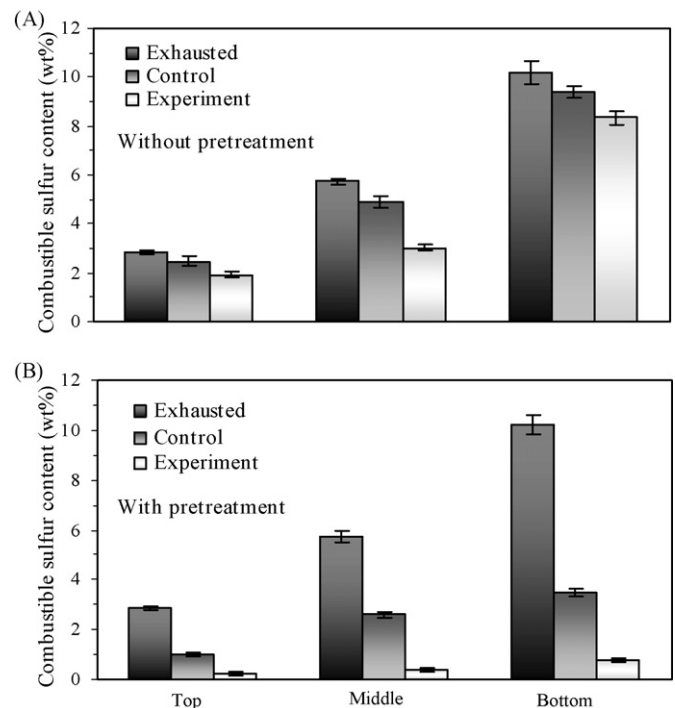 (A)
Combustible sulfur content (wt%)
12
10
8
6
4
2
0
Exhausted
Control
Experiment
Without pretreatment
(B)
Combustible sulfur content (wt%)
12
10
8
6
4
2
0
Exhausted
Control
Experiment
With pretreatment
Top
Middle
Bottom